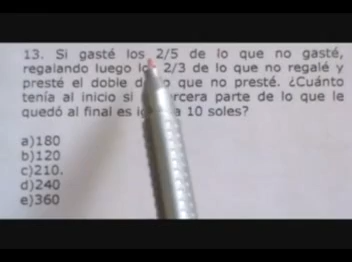 13. Si gasté los 2/5 de lo que no gasté,
regalando luego 2/3 de lo que no regalé y
presté el doble de lo que no presté. ¿Cuánto
tenía al inicio si parte de lo que le
quedó al final es a 10 soles?
a)180
b)120
c)210.
d)240
e)360